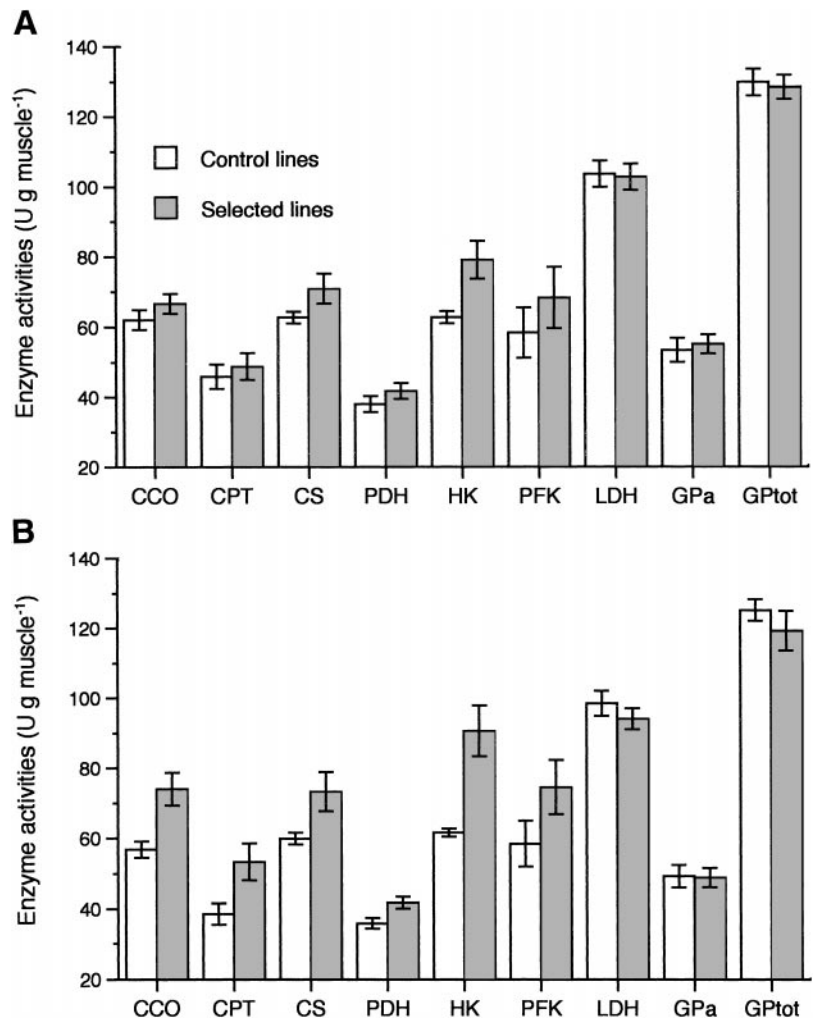 A
Enzyme activities (U g muscle⁻¹)
140
120
100
80
60
40
20
Control lines
Selected lines
CCO CPT CS PDH HK PFK LDH GPa GPtot
B
Enzyme activities (U g muscle⁻¹)
140
120
100
80
60
40
20
CCO CPT CS PDH HK PFK LDH GPa GPtot